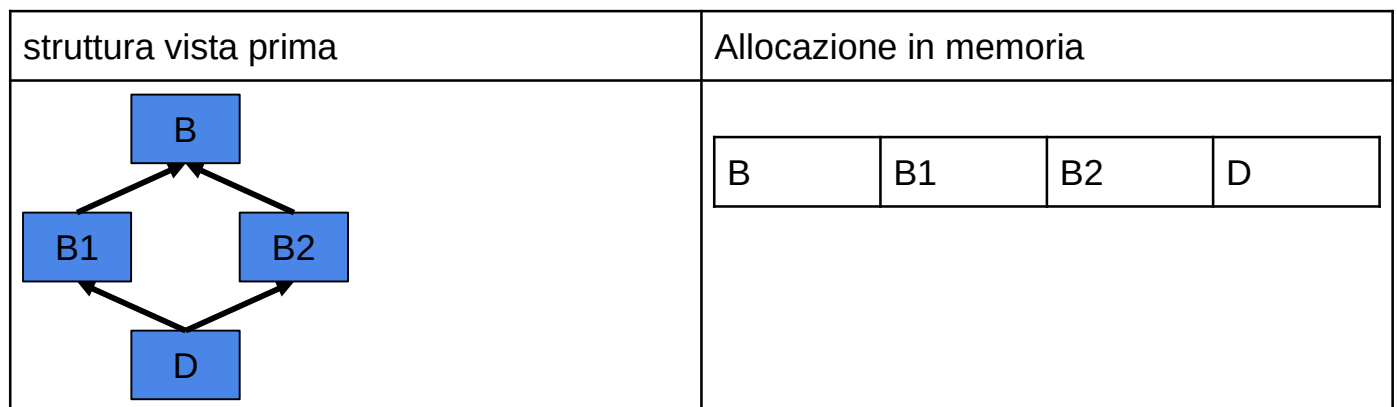 struttura vista prima
Allocazione in memoria
B
B1
B2
D
B
B1
B2
D